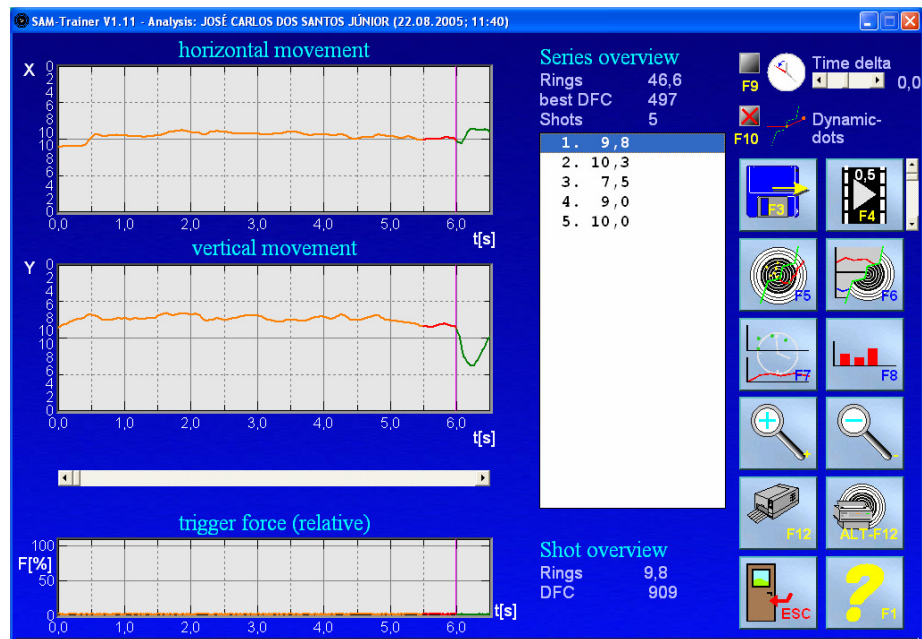 SAM-Trainer V1.11 - Analysis: JOSÉ CARLOS DOS SANTOS JÚNIOR (22.08.2005; 11:40)
horizontal movement
X
0
2
4
6
8
10
8
6
4
2
0
0,0 1,0 2,0 3,0 4,0 5,0 6,0
t[s]
vertical movement
Y
0
2
4
6
8
10
8
6
4
2
0
0,0 1,0 2,0 3,0 4,0 5,0 6,0
t[s]
trigger force (relative)
100
F[%]
50
0
t[s]
0,0 1,0 2,0 3,0 4,0 5,0 6,0
Series overview
Rings 46,6
best DFC 497
Shots 5
1. 9,8
2. 10,3
3. 7,5
4. 9,0
5. 10,0
Shot overview
Rings 9,8
DFC 909
F9
Time delta
0,0
F10
Dynamic-
dots
F3
0,5
F4
F5
F6
F7
F8
+
-
F12
ALT-F12
ESC
?
F1